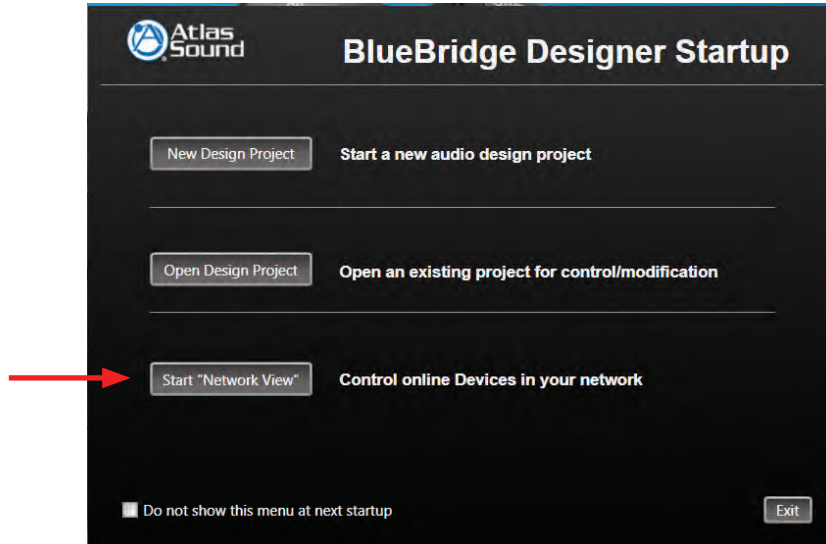 Atlas
Sound
BlueBridge Designer Startup
New Design Project
Start a new audio design project
Open Design Project
Open an existing project for control/modification
Start "Network View"
Control online Devices in your network
Do not show this menu at next startup
Exit